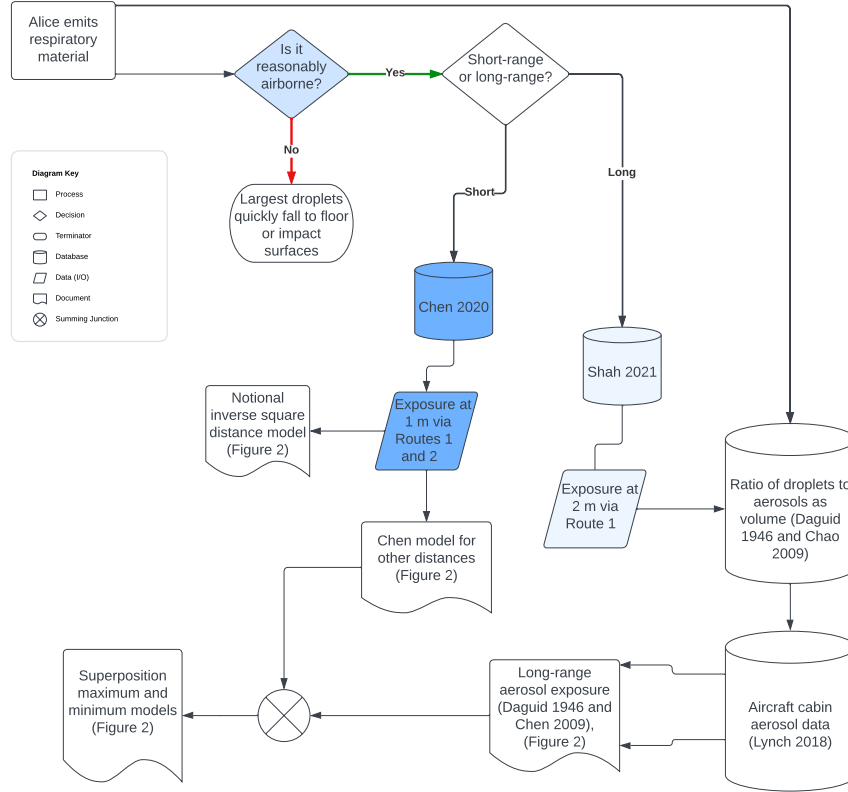 Alice emits
respiratory
material
Is it
reasonably
airborne?
Yes
Short-range
or long-range?
No
Short
Long
Largest droplets
quickly fall to floor
or impact
surfaces
Diagram Key
Process
Decision
Terminator
Database
Data (I/O)
Document
Summing Junction
Chen 2020
Shah 2021
Notional
inverse square
distance model
(Figure 2)
Exposure at
1 m via
Routes 1
and 2
Exposure at
2 m via
Route 1
Ratio of droplets to
aerosols as
volume (Daguid
1946 and Chao
2009)
Chen model for
other distances
(Figure 2)
Superposition
maximum and
minimum models
(Figure 2)
Long-range
aerosol exposure
(Daguid 1946 and
Chen 2009),
(Figure 2)
Aircraft cabin
aerosol data
(Lynch 2018)